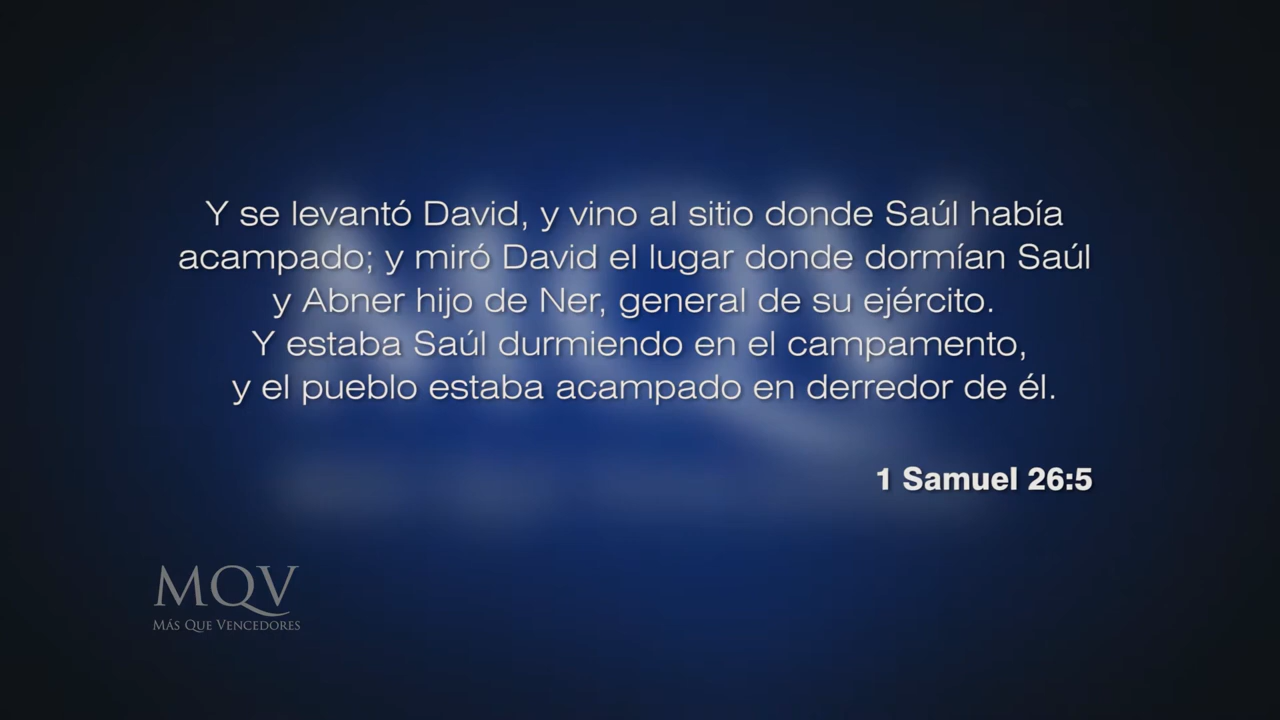 Y se levantó David, y vino al sitio donde Saúl había
acampado; y miró David el lugar donde dormían Saúl
y Abner hijo de Ner, general de su ejército.
Y estaba Saúl durmiendo en el campamento,
y el pueblo estaba acampado en derredor de él.
1 Samuel 26:5
MQV
MÁS QUE VENCEDORES